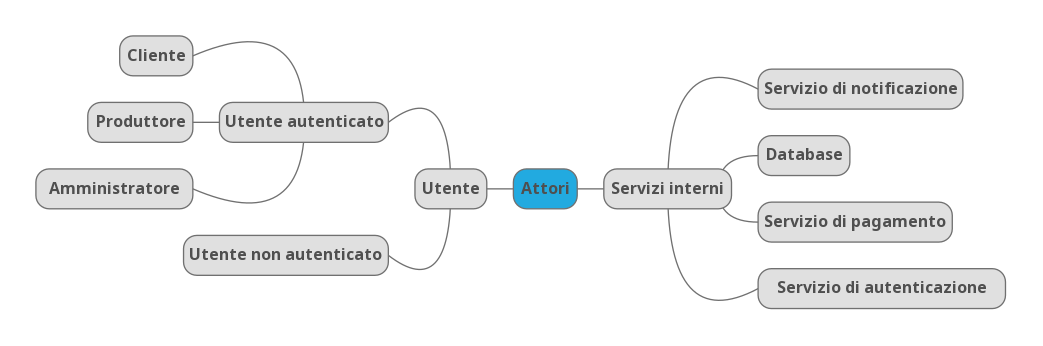 Cliente
Produttore
Utente autenticato
Amministratore
Utente non autenticato
Utente
Attori
Servizi interni
Servizio di notificazione
Database
Servizio di pagamento
Servizio di autenticazione